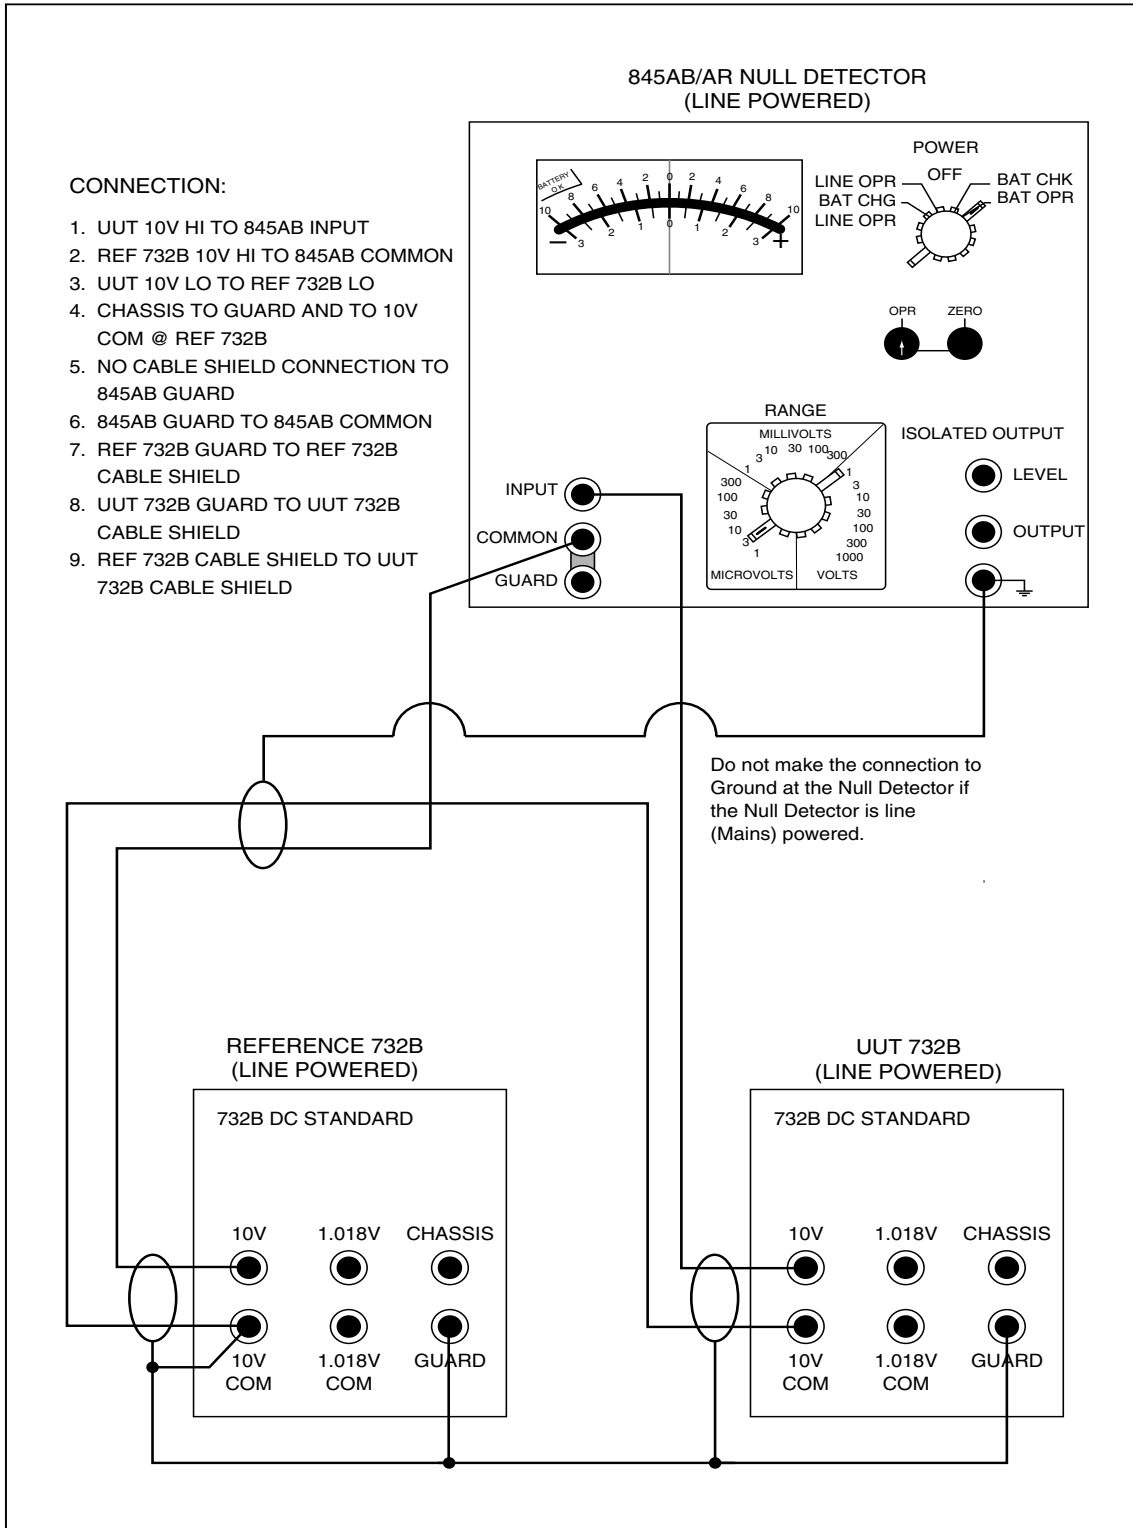 845AB/AR NULL DETECTOR
(LINE POWERED)
CONNECTION:
1. UUT 10V HI TO 845AB INPUT
2. REF 732B 10V HI TO 845AB COMMON
3. UUT 10V LO TO REF 732B LO
4. CHASSIS TO GUARD AND TO 10V
COM @ REF 732B
5. NO CABLE SHIELD CONNECTION TO
845AB GUARD
6. 845AB GUARD TO 845AB COMMON
7. REF 732B GUARD TO REF 732B
CABLE SHIELD
8. UUT 732B GUARD TO UUT 732B
CABLE SHIELD
9. REF 732B CABLE SHIELD TO UUT
732B CABLE SHIELD
BATTERY
OK
10 8 6 4 2 0 2 4 6 8 10
3 2 1 0 1 2 3
− +
POWER
OFF
LINE OPR
BAT CHG
LINE OPR
BAT CHK
BAT OPR
OPR ZERO
RANGE
MILLIVOLTS
1 3 10 30 100 300
300
100
30
10
3
1
MICROVOLTS
1
3
10
30
100
300
1000
VOLTS
INPUT
COMMON
GUARD
ISOLATED OUTPUT
LEVEL
OUTPUT
Do not make the connection to
Ground at the Null Detector if
the Null Detector is line
(Mains) powered.
REFERENCE 732B
(LINE POWERED)
732B DC STANDARD
10V 1.018V CHASSIS
10V 1.018V GUARD
COM COM
UUT 732B
(LINE POWERED)
732B DC STANDARD
10V 1.018V CHASSIS
10V 1.018V GUARD
COM COM